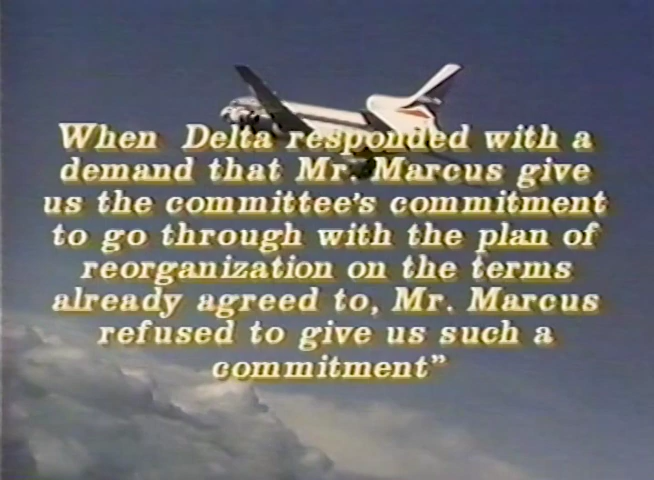 When Delta responded with a
demand that Mr. Marcus give
us the committee's commitment
to go through with the plan of
reorganization on the terms
already agreed to, Mr. Marcus
refused to give us such a
commitment”